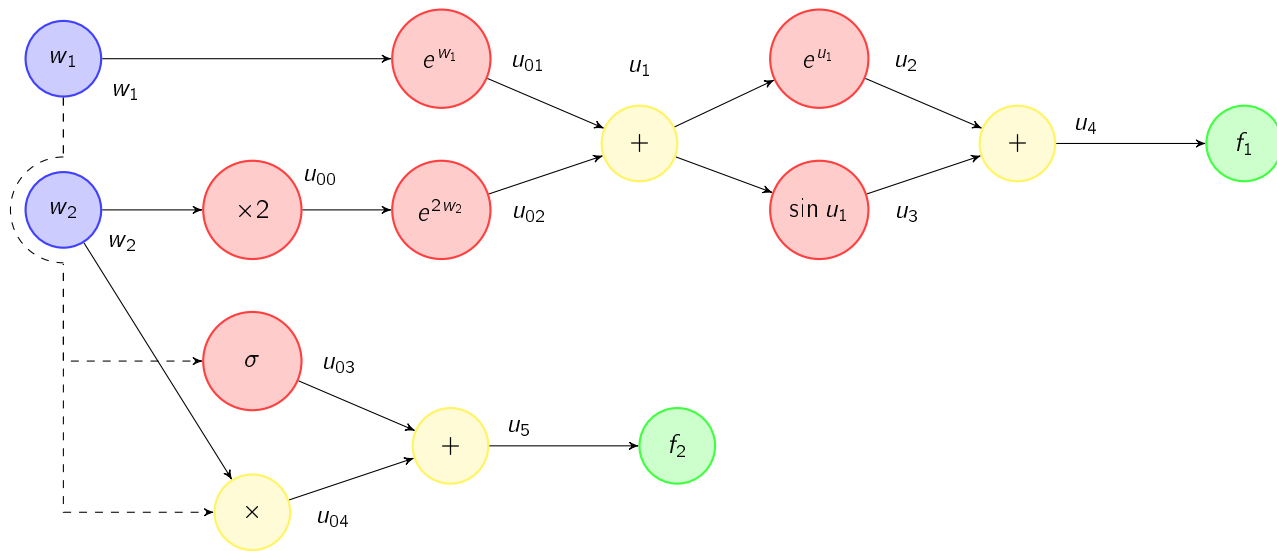 w₁
w₁
e^{w₁}
u₀₁
u₁
e^{u₁}
u₂
+
+
u₄
f₁
w₂
w₂
×2
u₀₀
e^{2w₂}
u₀₂
sin u₁
u₃
σ
u₀₃
+
u₅
f₂
×
u₀₄